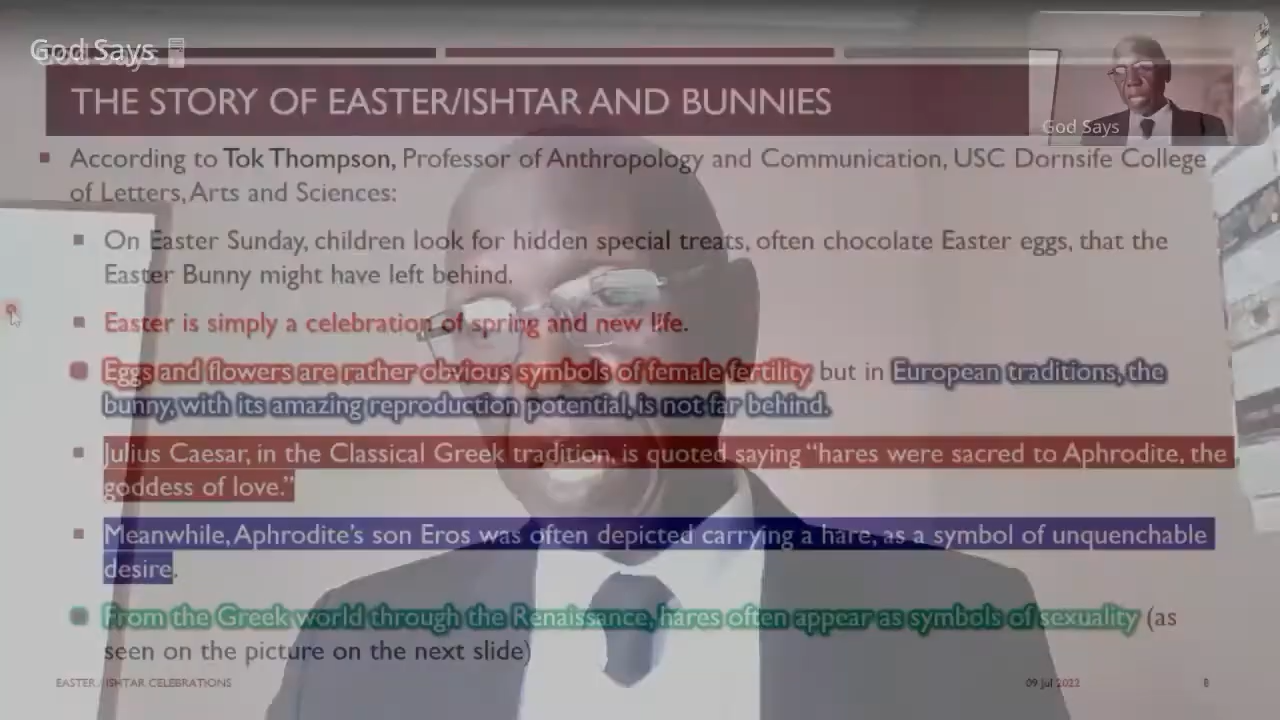 God Says
God Says
THE STORY OF EASTER/ISHTAR AND BUNNIES
According to Tok Thompson, Professor of Anthropology and Communication, USC Dornsife College
of Letters, Arts and Sciences:
On Easter Sunday, children look for hidden special treats, often chocolate Easter eggs, that the
Easter Bunny might have left behind.
Easter is simply a celebration of spring and new life.
Eggs and flowers are rather obvious symbols of female fertility but in European traditions, the
bunny, with its amazing reproduction potential, is not far behind.
Julius Caesar, in the Classical Greek tradition, is quoted saying “hares were sacred to Aphrodite, the
goddess of love.”
Meanwhile, Aphrodite’s son Eros was often depicted carrying a hare, as a symbol of unquenchable
desire.
From the Greek world through the Renaissance, hares often appear as symbols of sexuality (as
seen on the picture on the next slide)
EASTER / ISHTAR CELEBRATIONS
09 Jul 2022
8